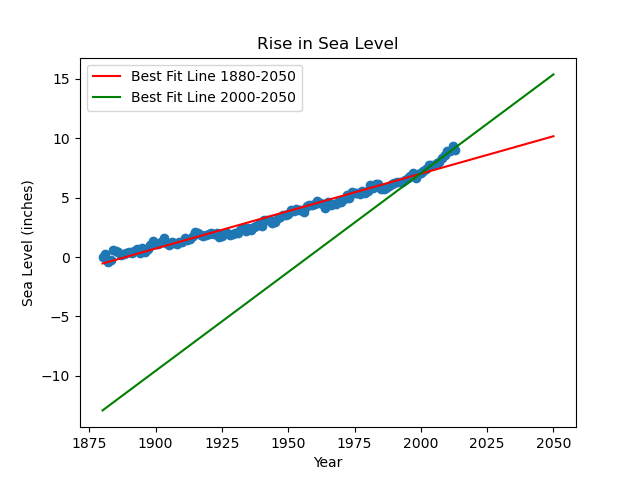 Rise in Sea Level
Best Fit Line 1880-2050
Best Fit Line 2000-2050
Sea Level (inches)
15
10
5
0
−5
−10
1875 1900 1925 1950 1975 2000 2025 2050
Year